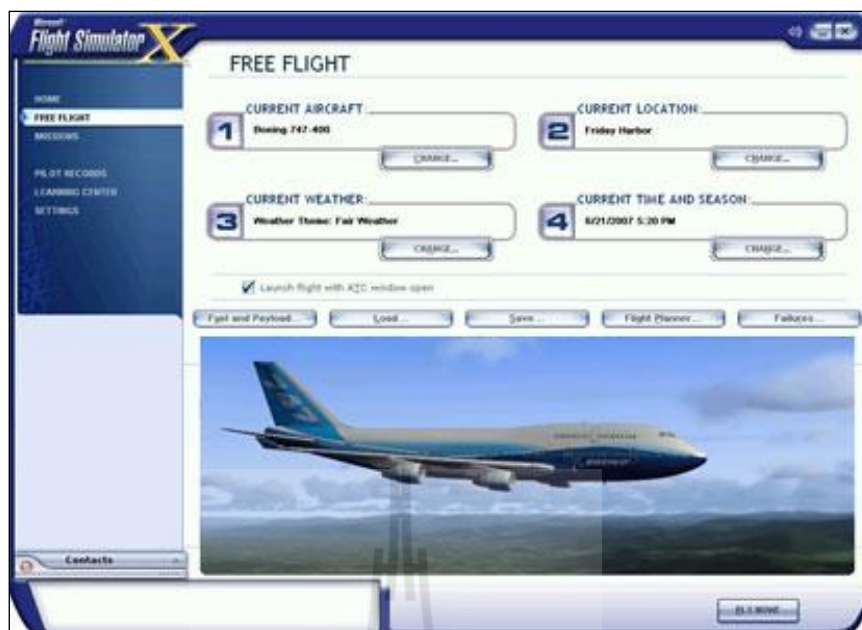 Microsoft
Flight Simulator X
FREE FLIGHT
HOME
FREE FLIGHT
MISSIONS
PILOT RECORDS
LEARNING CENTER
SETTINGS
CURRENT AIRCRAFT:
1
Boeing 747-400
CHANGE...
CURRENT LOCATION:
2
Friday Harbor
CHANGE...
CURRENT WEATHER:
3
Weather Theme: Fair Weather
CHANGE...
CURRENT TIME AND SEASON:
4
6/21/2007 5:20 PM
CHANGE...
Launch flight with ATC window open
Fuel and Payload...
Load...
Save...
Flight Planner...
Failures...
Contacts
FLY NOW!